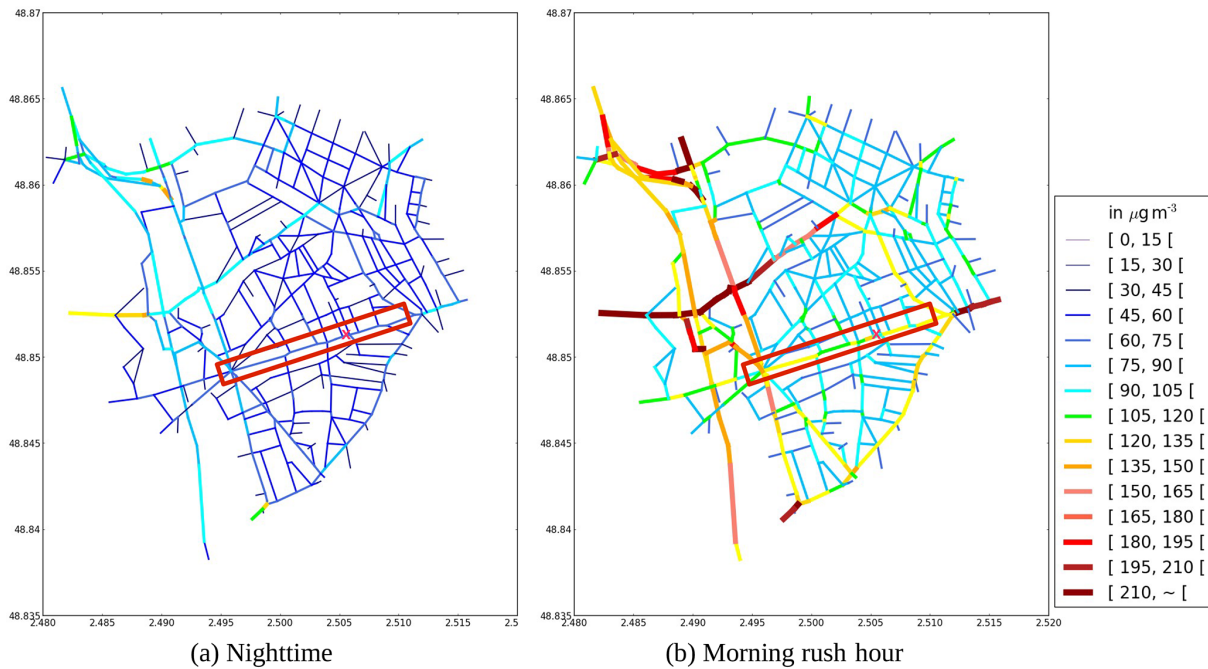 48.87
48.865
48.86
48.855
48.85
48.845
48.84
48.835
2.480
2.485
2.490
2.495
2.500
2.505
2.510
2.515
2.5
(a) Nighttime
48.87
48.865
48.86
48.855
48.85
48.845
48.84
48.835
2.480
2.485
2.490
2.495
2.500
2.505
2.510
2.515
2.520
(b) Morning rush hour
in μg m⁻³
[ 0, 15 [
[ 15, 30 [
[ 30, 45 [
[ 45, 60 [
[ 60, 75 [
[ 75, 90 [
[ 90, 105 [
[ 105, 120 [
[ 120, 135 [
[ 135, 150 [
[ 150, 165 [
[ 165, 180 [
[ 180, 195 [
[ 195, 210 [
[ 210, ~ [